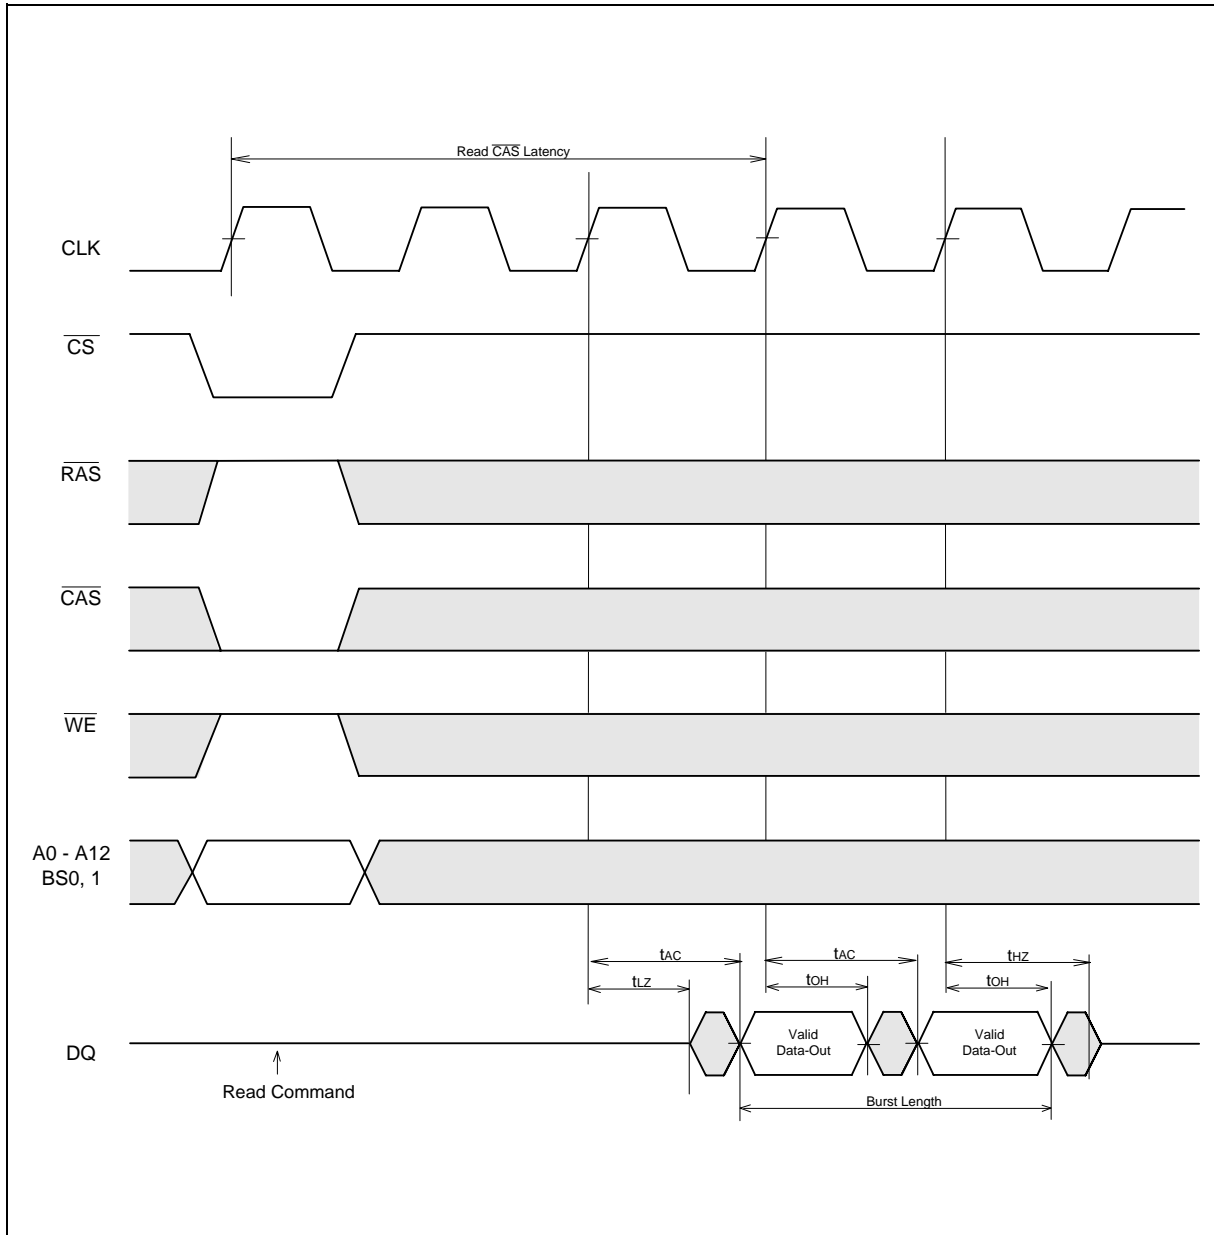 Read CAS Latency
CLK
CS
RAS
CAS
WE
A0 - A12
BS0, 1
tAC
tAC
tHZ
tLZ
tOH
tOH
DQ
Valid
Data-Out
Valid
Data-Out
Read Command
Burst Length